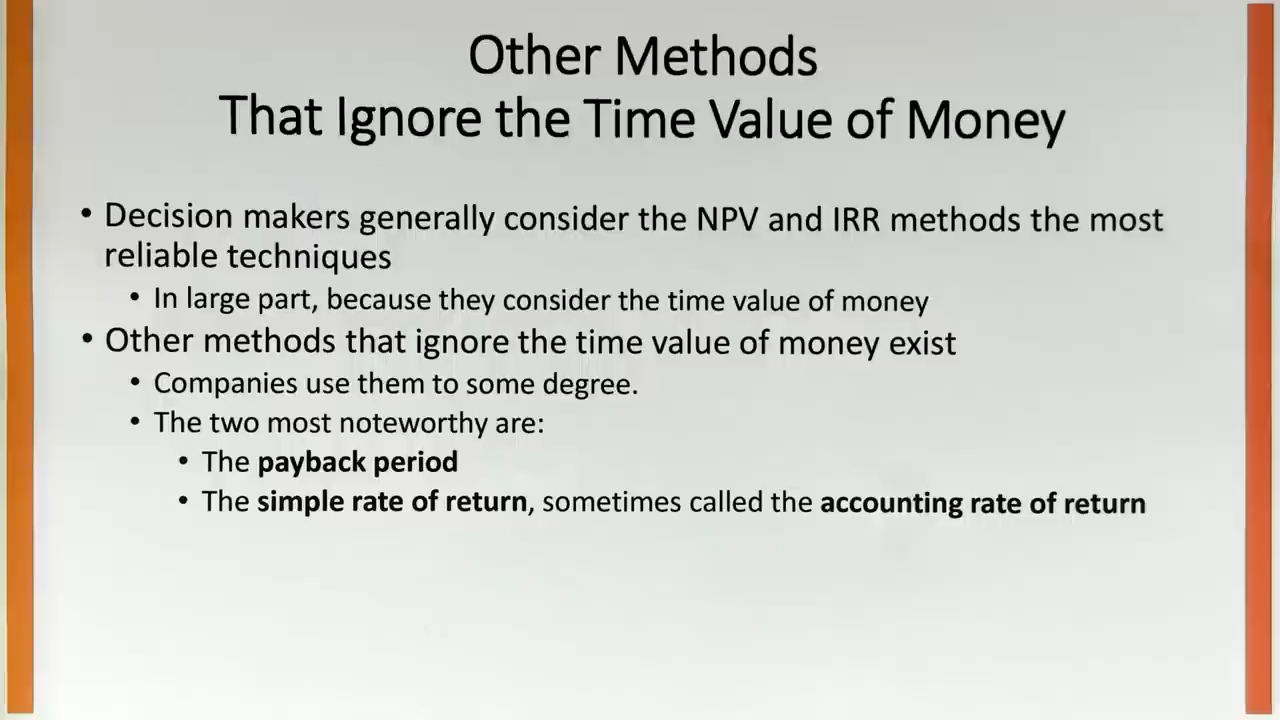 Other Methods
That Ignore the Time Value of Money
• Decision makers generally consider the NPV and IRR methods the most
reliable techniques
• In large part, because they consider the time value of money
• Other methods that ignore the time value of money exist
• Companies use them to some degree.
• The two most noteworthy are:
• The payback period
• The simple rate of return, sometimes called the accounting rate of return